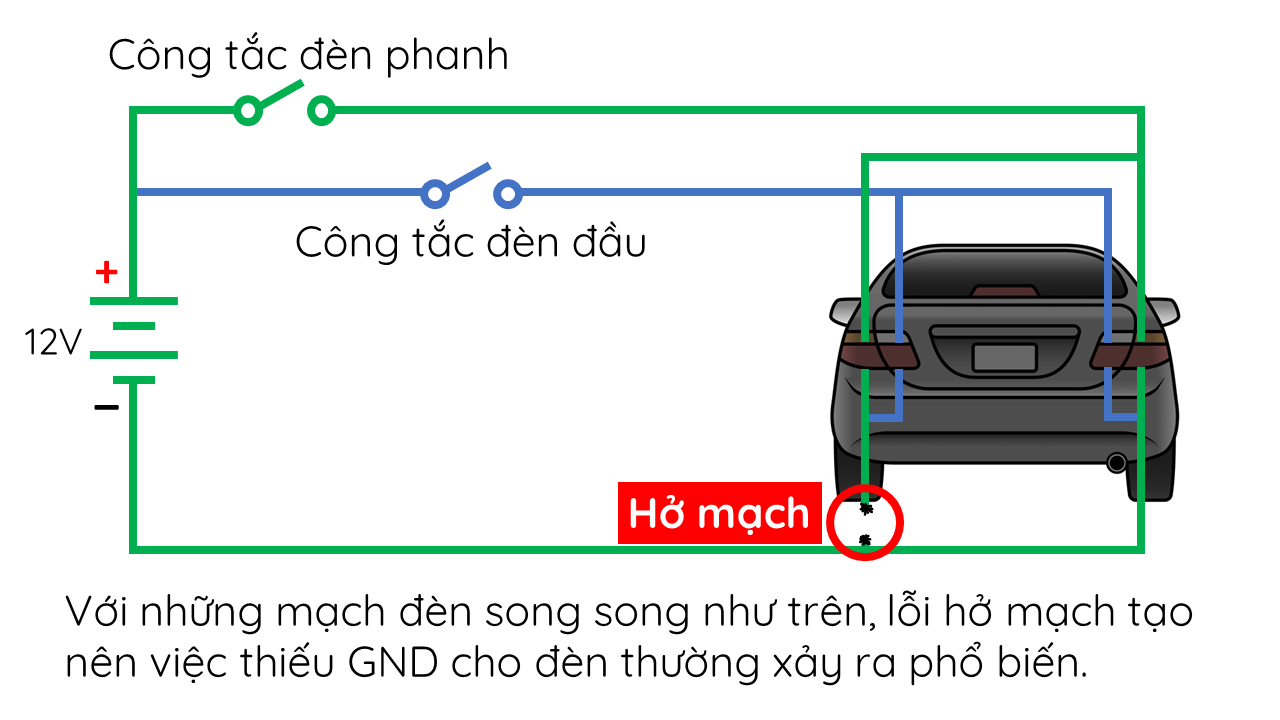 Công tắc đèn phanh
Công tắc đèn đầu
+
12V
−
Hở mạch
Với những mạch đèn song song như trên, lỗi hở mạch tạo
nên việc thiếu GND cho đèn thường xảy ra phổ biến.